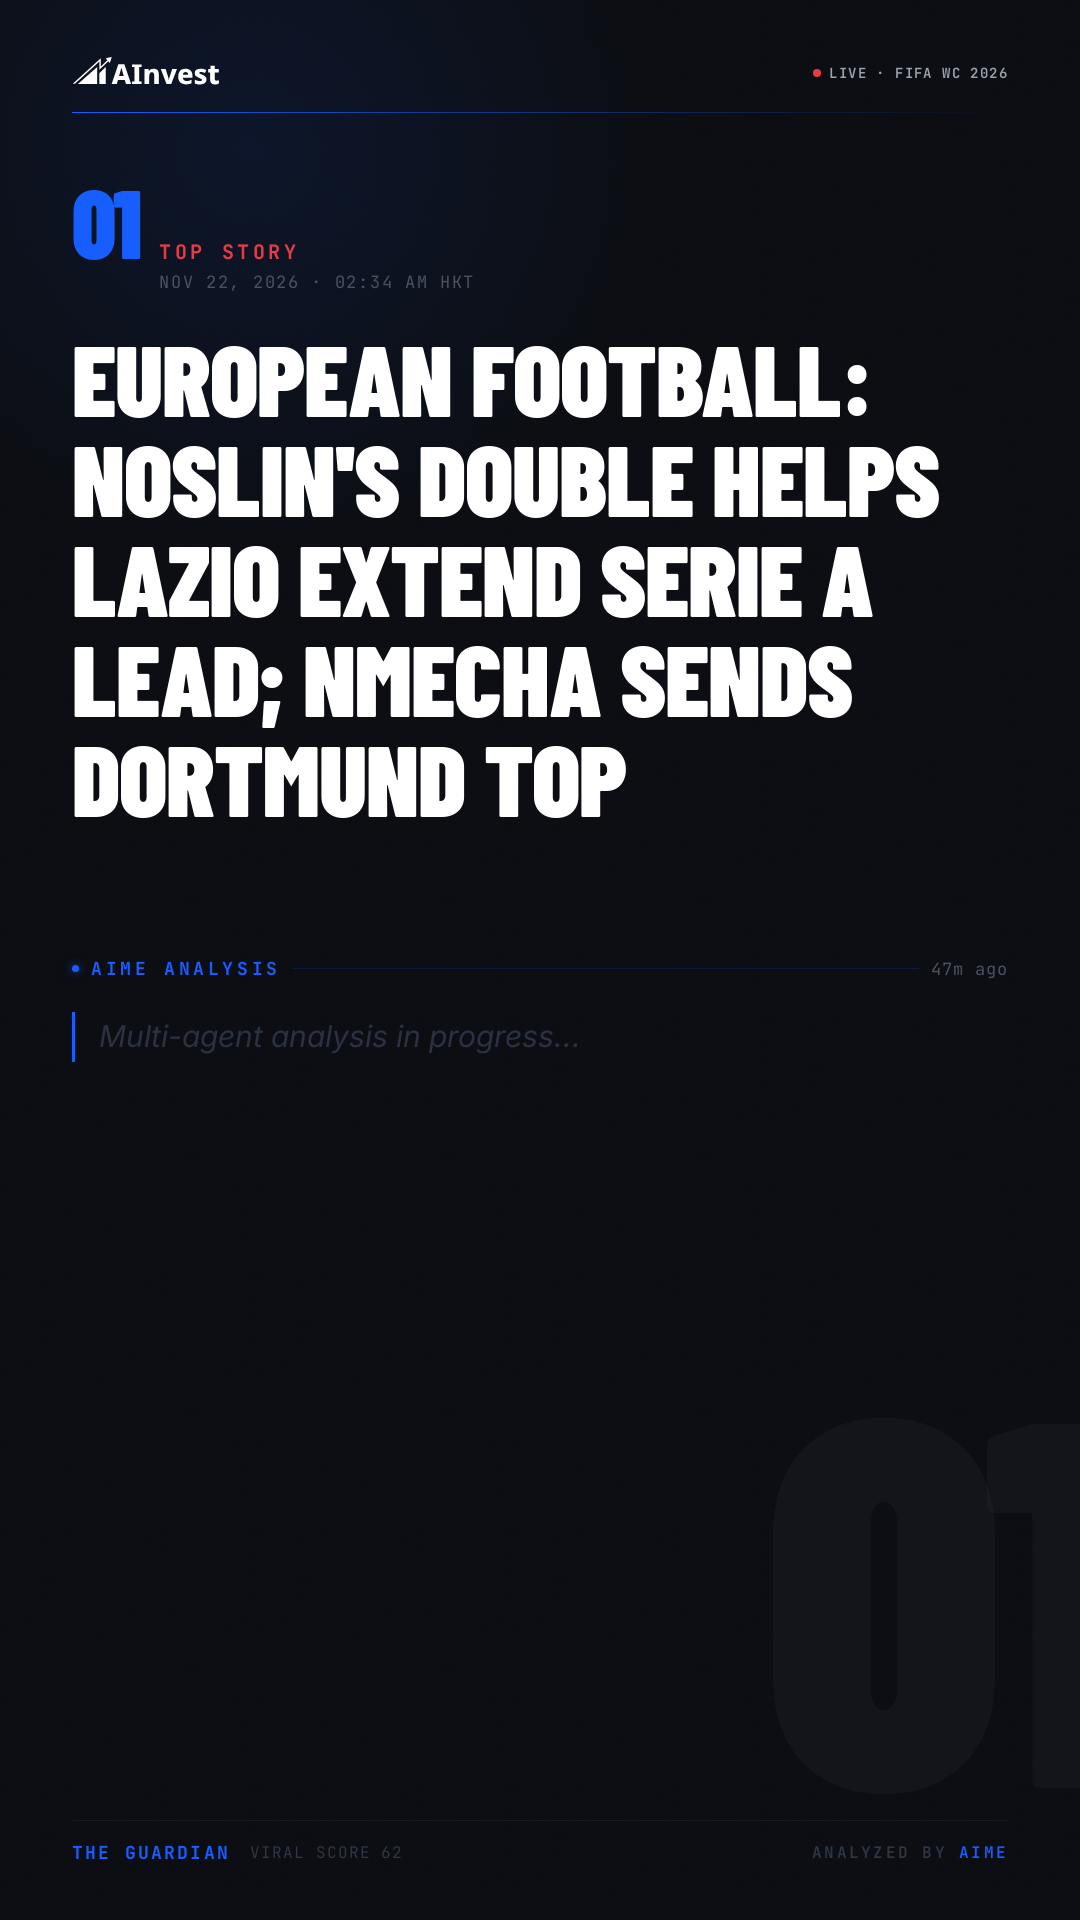 AInvest
LIVE · FIFA WC 2026
01
TOP STORY
NOV 22, 2026 · 02:34 AM HKT
EUROPEAN FOOTBALL:
NOSLIN'S DOUBLE HELPS
LAZIO EXTEND SERIE A
LEAD; NMECHA SENDS
DORTMUND TOP
AIME ANALYSIS
47m ago
Multi-agent analysis in progress...
01
THE GUARDIAN VIRAL SCORE 62
ANALYZED BY AIME